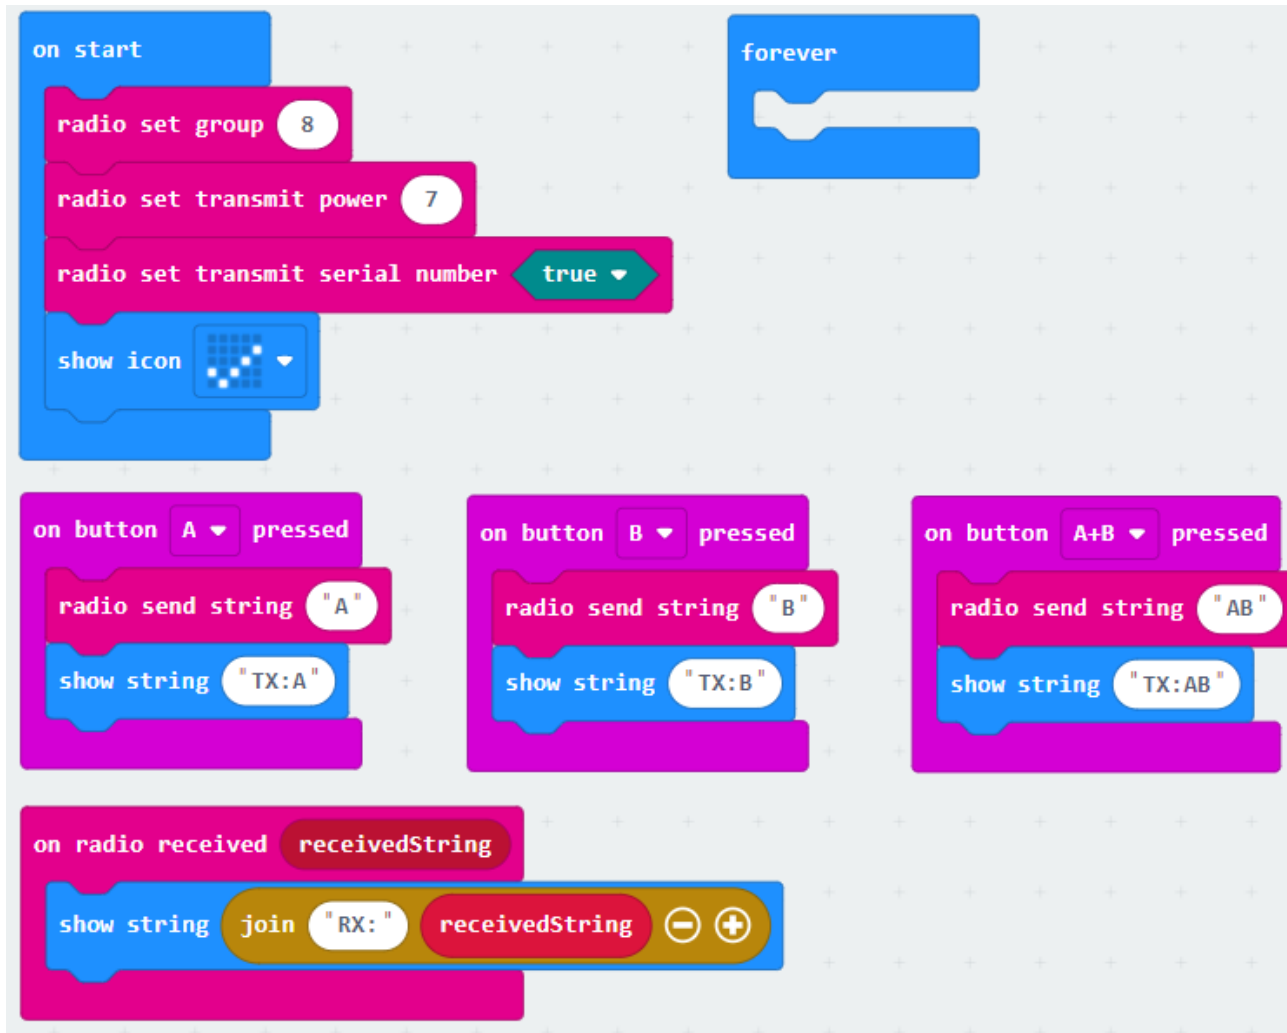 on start
radio set group 8
radio set transmit power 7
radio set transmit serial number true
show icon
forever
on button A pressed
radio send string "A"
show string "TX:A"
on button B pressed
radio send string "B"
show string "TX:B"
on button A+B pressed
radio send string "AB"
show string "TX:AB"
on radio received receivedString
show string join "RX:" receivedString